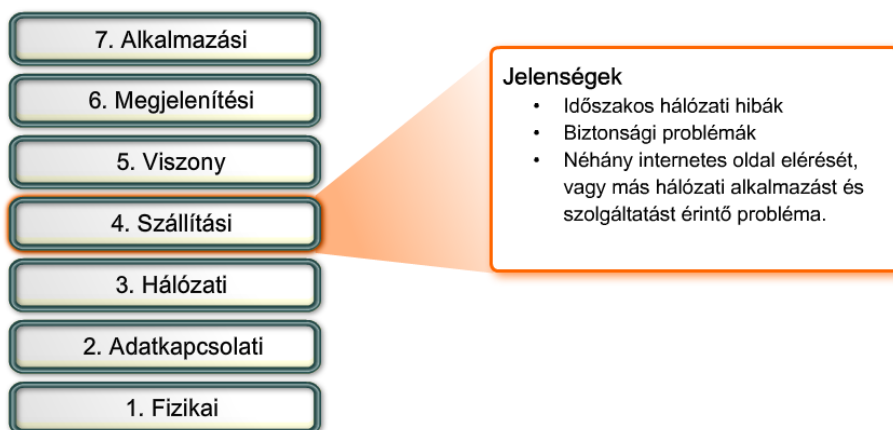 7. Alkalmazási
6. Megjelenítési
5. Viszony
4. Szállítási
3. Hálózati
2. Adatkapcsolati
1. Fizikai
Jelenségek
• Időszakos hálózati hibák
• Biztonsági problémák
• Néhány internetes oldal elérését,
vagy más hálózati alkalmazást és
szolgáltatást érintő probléma.